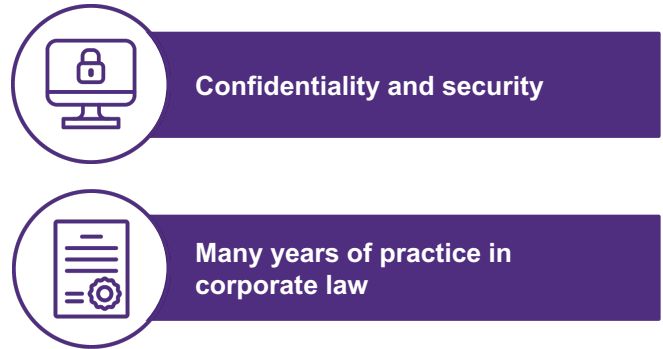 Confidentiality and security
Many years of practice in
corporate law